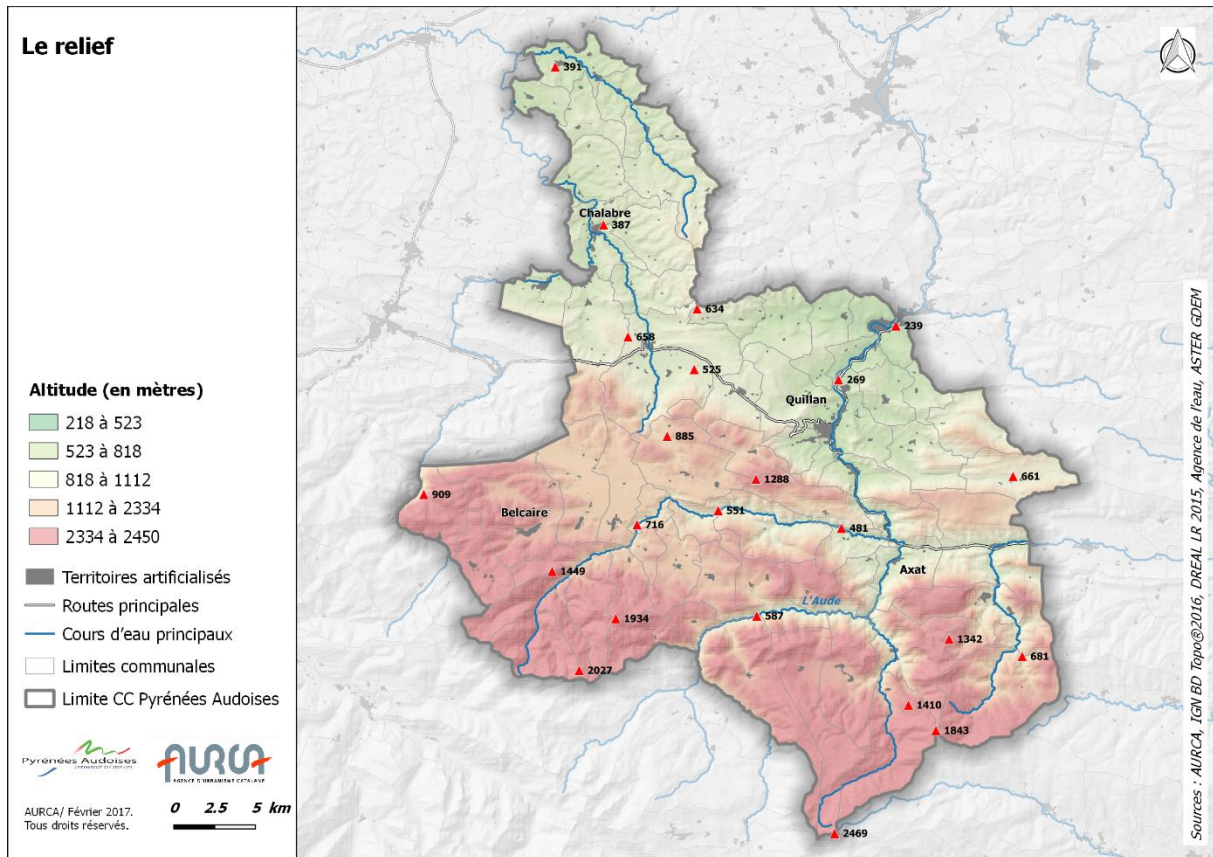 Le relief
Altitude (en mètres)
218 à 523
523 à 818
818 à 1112
1112 à 2334
2334 à 2450
Territoires artificialisés
Routes principales
Cours d'eau principaux
Limites communales
Limite CC Pyrénées Audoises
Pyrénées Audoises
AURCA
AGENCE D'URBANISME CATALANE
AURCA/ Février 2017.
Tous droits réservés.
0 2.5 5 km
391
Chalabre
387
634
239
658
525
269
Quillan
885
1288
661
909
Belcaire
551
716
481
Axat
1449
L'Aude
587
1934
1342
681
2027
1410
1843
2469
Sources : AURCA, IGN BD Topo®2016, DREAL LR 2015, Agence de l'eau, ASTER GDEM